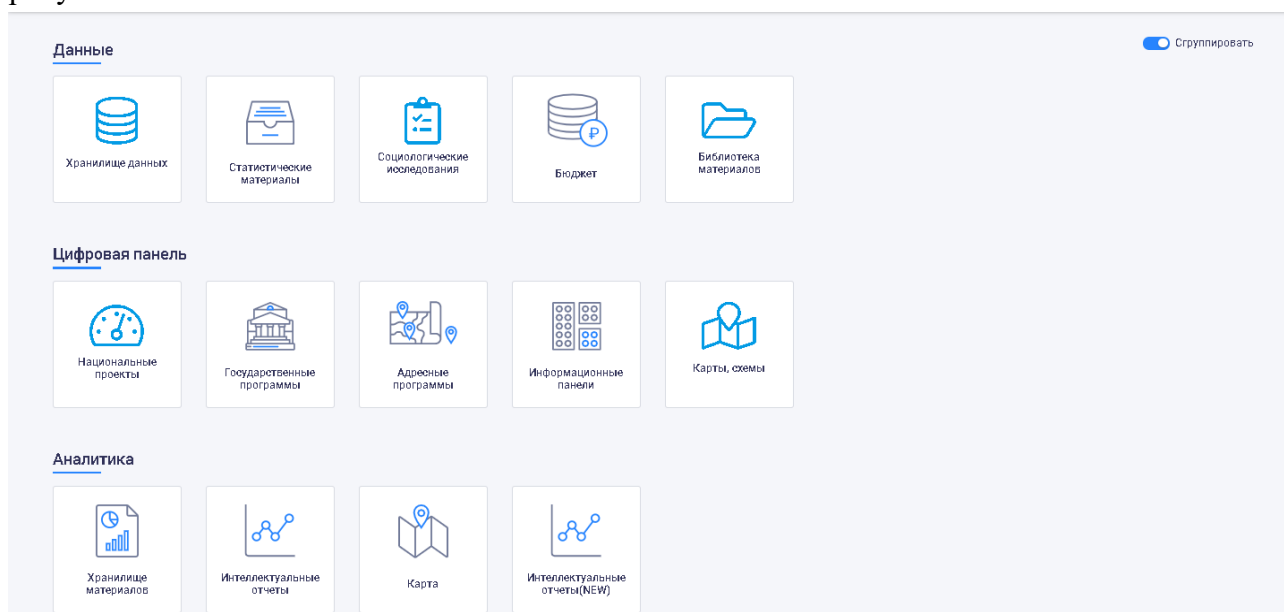 Данные
Сгруппировать
Хранилище данных
Статистические
материалы
Социологические
исследования
Бюджет
Библиотека
материалов
Цифровая панель
Национальные
проекты
Государственные
программы
Адресные
программы
Информационные
панели
Карты, схемы
Аналитика
Хранилище
материалов
Интеллектуальные
отчеты
Карта
Интеллектуальные
отчеты(NEW)